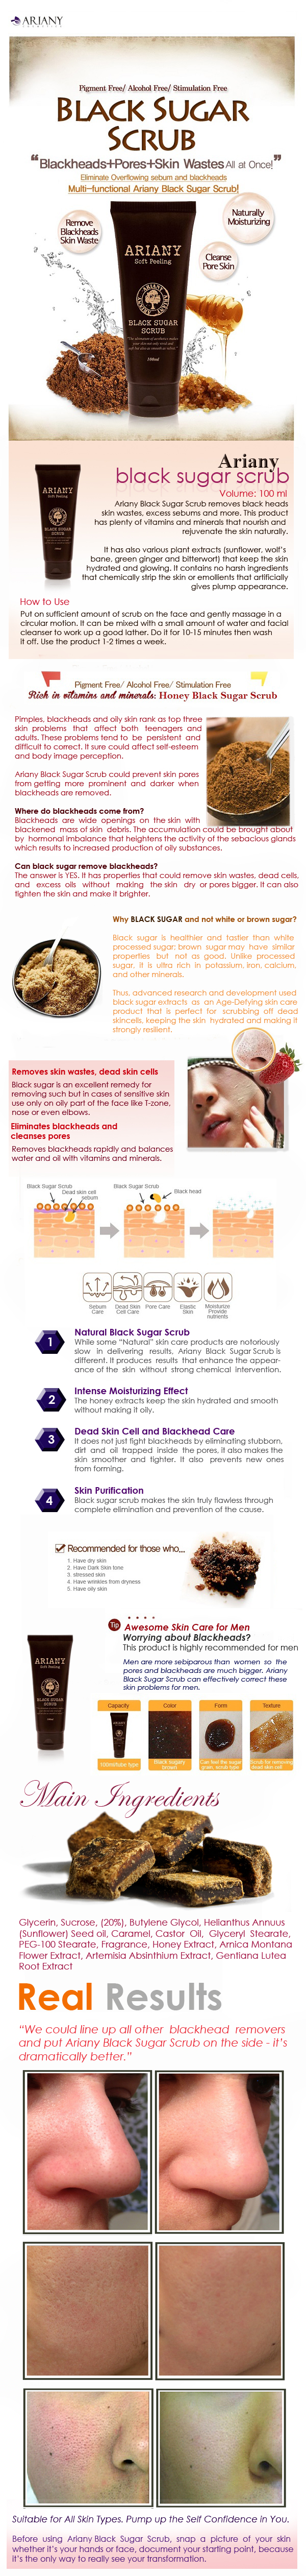 ARIANY
COSMETICS
Pigment Free/ Alcohol Free/ Stimulation Free
BLACK SUGAR
SCRUB
“Blackheads+Pores+Skin Wastes All at Once!”
Eliminate Overflowing sebum and blackheads
Multi-functional Ariany Black Sugar Scrub!
Remove
Blackheads
Skin Waste
Naturally
Moisturizing
Cleanse
Pore Skin
ARIANY
Soft Peeling
BLACK SUGAR
SCRUB
100ml
Ariany
black sugar scrub
Volume: 100 ml
Ariany Black Sugar Scrub removes black heads
skin wastes, excess sebums and more. This product
has plenty of vitamins and minerals that nourish and
rejuvenate the skin naturally.
ARIANY
Soft Peeling
BLACK SUGAR
SCRUB
It has also various plant extracts (sunflower, wolf’s
bane, green ginger and bitterwort) that keep the skin
hydrated and glowing. It contains no harsh ingredients
that chemically strip the skin or emollients that artificially
gives plump appearance.
How to Use
Put on sufficient amount of scrub on the face and gently massage in a
circular motion. It can be mixed with a small amount of water and facial
cleanser to work up a good lather. Do it for 10-15 minutes then wash
it off. Use the product 1-2 times a week.
Pigment Free/ Alcohol Free/ Stimulation Free
Rich in vitamins and minerals: Honey Black Sugar Scrub
Pimples, blackheads and oily skin rank as top three
skin problems that affect both teenagers and
adults. These problems tend to be persistent and
difficult to correct. It sure could affect self-esteem
and body image perception.
Ariany Black Sugar Scrub could prevent skin pores
from getting more prominent and darker when
blackheads are removed.
Where do blackheads come from?
Blackheads are wide openings on the skin with
blackened mass of skin debris. The accumulation could be brought about
by hormonal imbalance that heightens the activity of the sebacious glands
which results to increased production of oily substances.
Can black sugar remove blackheads?
The answer is YES. It has properties that could remove skin wastes, dead cells,
and excess oils without making the skin dry or pores bigger. It can also
tighten the skin and make it brighter.
Why BLACK SUGAR and not white or brown sugar?
Black sugar is healthier and tastier than white
processed sugar; brown sugar may have similar
properties but not as good. Unlike processed
sugar, it is ultra rich in potassium, iron, calcium,
and other minerals.
Thus, advanced research and development used
black sugar extracts as an Age-Defying skin care
product that is perfect for scrubbing off dead
skincells, keeping the skin hydrated and making it
strongly resilient.
Removes skin wastes, dead skin cells
Black sugar is an excellent remedy for
removing such but in cases of sensitive skin
use only on oily part of the face like T-zone,
nose or even elbows.
Eliminates blackheads and
cleanses pores
Removes blackheads rapidly and balances
water and oil with vitamins and minerals.
Black Sugar Scrub
Dead skin cell
sebum
Black Sugar Scrub
Black head
Sebum
Care
Dead Skin
Cell Care
Pore Care
Elastic
Skin
Moisturize
Provide
nutrients
1
Natural Black Sugar Scrub
While some “Natural” skin care products are notoriously
slow in delivering results, Ariany Black Sugar Scrub is
different. It produces results that enhance the appear-
ance of the skin without strong chemical intervention.
2
Intense Moisturizing Effect
The honey extracts keep the skin hydrated and smooth
without making it oily.
3
Dead Skin Cell and Blackhead Care
It does not just fight blackheads by eliminating stubborn,
dirt and oil trapped inside the pores, it also makes the
skin smoother and tighter. It also prevents new ones
from forming.
4
Skin Purification
Black sugar scrub makes the skin truly flawless through
complete elimination and prevention of the cause.
Recommended for those who...
1. Have dry skin
2. Have Dark Skin tone
3. stressed skin
4. Have wrinkles from dryness
5. Have oily skin
Tip
Awesome Skin Care for Men
Worrying about Blackheads?
This product is highly recommended for men
ARIANY
Soft Peeling
BLACK SUGAR
SCRUB
Men are more sebiparous than women so the
pores and blackheads are much bigger. Ariany
Black Sugar Scrub can effectively correct these
skin problems for men.
Capacity
Color
Form
Texture
100ml/tube type
Black sugary
brown
Can feel the sugar
grain, scrub type
Scrub for removing
dead skin cell
Main Ingredients
Glycerin, Sucrose, (20%), Butylene Glycol, Helianthus Annuus
(Sunflower) Seed oil, Caramel, Castor Oil, Glyceryl Stearate,
PEG-100 Stearate, Fragrance, Honey Extract, Arnica Montana
Flower Extract, Artemisia Absinthium Extract, Gentiana Lutea
Root Extract
Real Results
“We could line up all other blackhead removers
and put Ariany Black Sugar Scrub on the side - it’s
dramatically better.”
Suitable for All Skin Types. Pump up the Self Confidence in You.
Before using Ariany Black Sugar Scrub, snap a picture of your skin
whether it’s your hands or face, document your starting point, because
it’s the only way to really see your transformation.